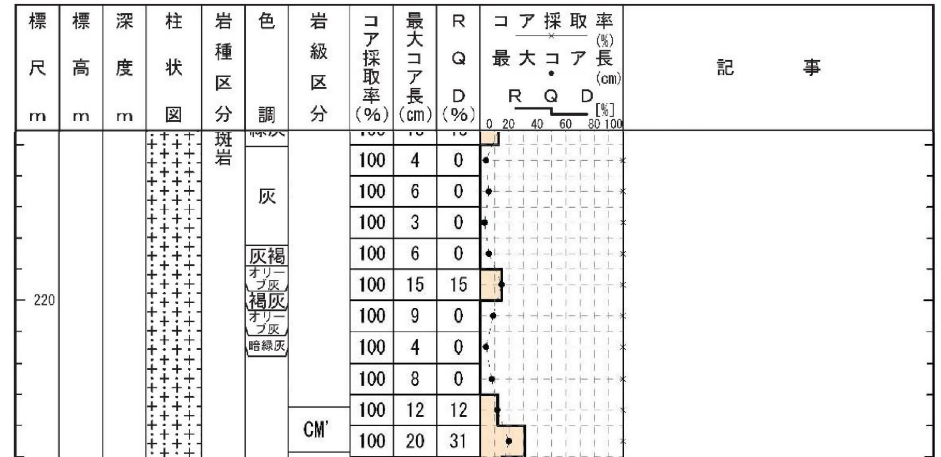 標尺m 標高m 深度m 柱状図 岩種区分 色調 岩級区分 コア採取率(%) 最大コア長(cm) RQD(%) コア採取率(%) 最大コア長(cm) RQD[%] 記事
0 20 40 60 80 100
斑岩
100 4 0
灰 100 6 0
100 3 0
灰褐 100 6 0
オリーブ灰 100 15 15
220 褐灰
オリーブ灰 100 9 0
暗緑灰 100 4 0
100 8 0
100 12 12
CM' 100 20 31